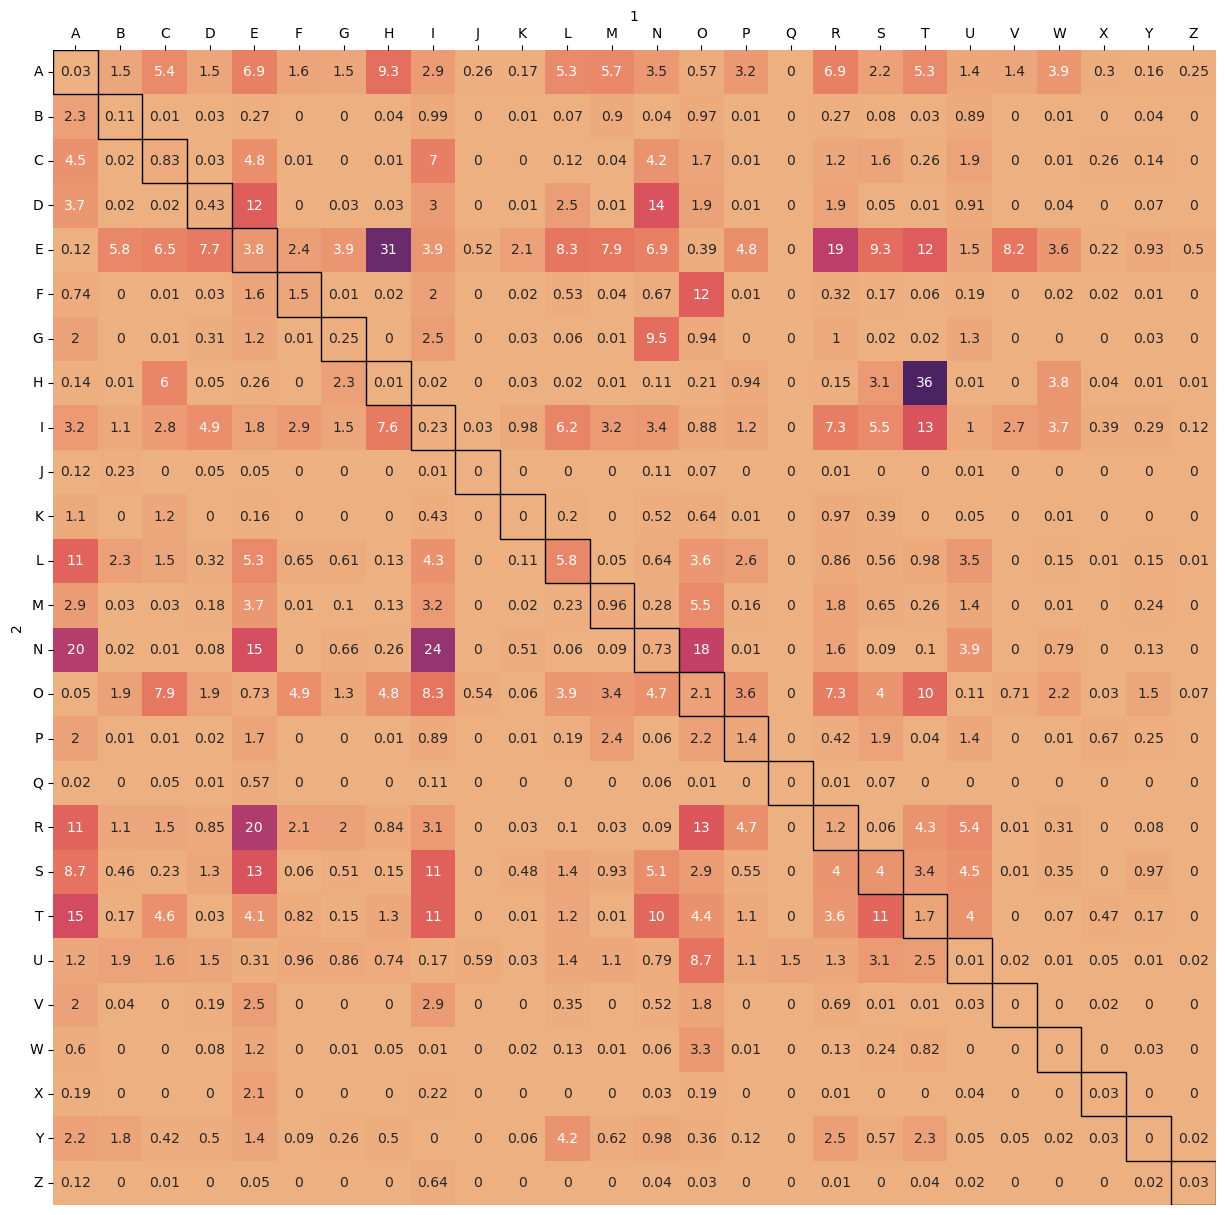 1
A B C D E F G H I J K L M N O P Q R S T U V W X Y Z
A 0.03 1.5 5.4 1.5 6.9 1.6 1.5 9.3 2.9 0.26 0.17 5.3 5.7 3.5 0.57 3.2 0 6.9 2.2 5.3 1.4 1.4 3.9 0.3 0.16 0.25
B 2.3 0.11 0.01 0.03 0.27 0 0 0.04 0.99 0 0.01 0.07 0.9 0.04 0.97 0.01 0 0.27 0.08 0.03 0.89 0 0.01 0 0.04 0
C 4.5 0.02 0.83 0.03 4.8 0.01 0 0.01 7 0 0 0.12 0.04 4.2 1.7 0.01 0 1.2 1.6 0.26 1.9 0 0.01 0.26 0.14 0
D 3.7 0.02 0.02 0.43 12 0 0.03 0.03 3 0 0.01 2.5 0.01 14 1.9 0.01 0 1.9 0.05 0.01 0.91 0 0.04 0 0.07 0
E 0.12 5.8 6.5 7.7 3.8 2.4 3.9 31 3.9 0.52 2.1 8.3 7.9 6.9 0.39 4.8 0 19 9.3 12 1.5 8.2 3.6 0.22 0.93 0.5
F 0.74 0 0.01 0.03 1.6 1.5 0.01 0.02 2 0 0.02 0.53 0.04 0.67 12 0.01 0 0.32 0.17 0.06 0.19 0 0.02 0.02 0.01 0
G 2 0 0.01 0.31 1.2 0.01 0.25 0 2.5 0 0.03 0.06 0.01 9.5 0.94 0 0 1 0.02 0.02 1.3 0 0 0 0.03 0
H 0.14 0.01 6 0.05 0.26 0 2.3 0.01 0.02 0 0.03 0.02 0.01 0.11 0.21 0.94 0 0.15 3.1 36 0.01 0 3.8 0.04 0.01 0.01
I 3.2 1.1 2.8 4.9 1.8 2.9 1.5 7.6 0.23 0.03 0.98 6.2 3.2 3.4 0.88 1.2 0 7.3 5.5 13 1 2.7 3.7 0.39 0.29 0.12
J 0.12 0.23 0 0.05 0.05 0 0 0 0.01 0 0 0 0 0.11 0.07 0 0 0.01 0 0 0.01 0 0 0 0 0
K 1.1 0 1.2 0 0.16 0 0 0 0.43 0 0 0.2 0 0.52 0.64 0.01 0 0.97 0.39 0 0.05 0 0.01 0 0 0
L 11 2.3 1.5 0.32 5.3 0.65 0.61 0.13 4.3 0 0.11 5.8 0.05 0.64 3.6 2.6 0 0.86 0.56 0.98 3.5 0 0.15 0.01 0.15 0.01
M 2.9 0.03 0.03 0.18 3.7 0.01 0.1 0.13 3.2 0 0.02 0.23 0.96 0.28 5.5 0.16 0 1.8 0.65 0.26 1.4 0 0.01 0 0.24 0
2
N 20 0.02 0.01 0.08 15 0 0.66 0.26 24 0 0.51 0.06 0.09 0.73 18 0.01 0 1.6 0.09 0.1 3.9 0 0.79 0 0.13 0
O 0.05 1.9 7.9 1.9 0.73 4.9 1.3 4.8 8.3 0.54 0.06 3.9 3.4 4.7 2.1 3.6 0 7.3 4 10 0.11 0.71 2.2 0.03 1.5 0.07
P 2 0.01 0.01 0.02 1.7 0 0 0.01 0.89 0 0.01 0.19 2.4 0.06 2.2 1.4 0 0.42 1.9 0.04 1.4 0 0.01 0.67 0.25 0
Q 0.02 0 0.05 0.01 0.57 0 0 0 0.11 0 0 0 0 0.06 0.01 0 0 0.01 0.07 0 0 0 0 0 0 0
R 11 1.1 1.5 0.85 20 2.1 2 0.84 3.1 0 0.03 0.1 0.03 0.09 13 4.7 0 1.2 0.06 4.3 5.4 0.01 0.31 0 0.08 0
S 8.7 0.46 0.23 1.3 13 0.06 0.51 0.15 11 0 0.48 1.4 0.93 5.1 2.9 0.55 0 4 4 3.4 4.5 0.01 0.35 0 0.97 0
T 15 0.17 4.6 0.03 4.1 0.82 0.15 1.3 11 0 0.01 1.2 0.01 10 4.4 1.1 0 3.6 11 1.7 4 0 0.07 0.47 0.17 0
U 1.2 1.9 1.6 1.5 0.31 0.96 0.86 0.74 0.17 0.59 0.03 1.4 1.1 0.79 8.7 1.1 1.5 1.3 3.1 2.5 0.01 0.02 0.01 0.05 0.01 0.02
V 2 0.04 0 0.19 2.5 0 0 0 2.9 0 0 0.35 0 0.52 1.8 0 0 0.69 0.01 0.01 0.03 0 0 0.02 0 0
W 0.6 0 0 0.08 1.2 0 0.01 0.05 0.01 0 0.02 0.13 0.01 0.06 3.3 0.01 0 0.13 0.24 0.82 0 0 0 0 0.03 0
X 0.19 0 0 0 2.1 0 0 0 0.22 0 0 0 0 0.03 0.19 0 0 0.01 0 0 0.04 0 0 0.03 0 0
Y 2.2 1.8 0.42 0.5 1.4 0.09 0.26 0.5 0 0 0.06 4.2 0.62 0.98 0.36 0.12 0 2.5 0.57 2.3 0.05 0.05 0.02 0.03 0 0.02
Z 0.12 0 0.01 0 0.05 0 0 0 0.64 0 0 0 0 0.04 0.03 0 0 0.01 0 0.04 0.02 0 0 0 0.02 0.03